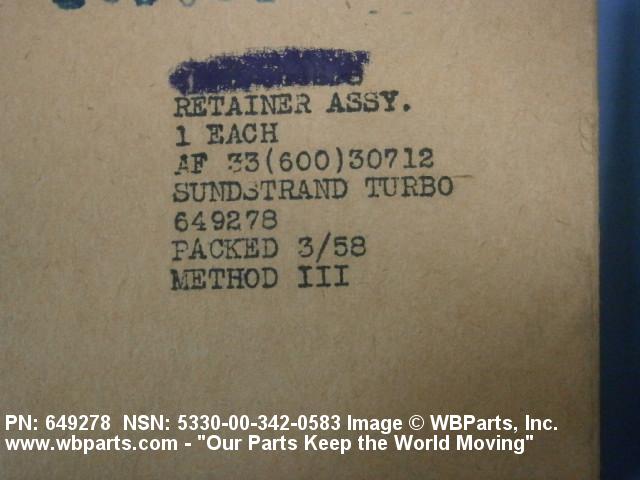 RETAINER ASSY.
1 EACH
AF 33(600)30712
SUNDSTRAND TURBO
649278
PACKED 3/58
METHOD III
PN: 649278 NSN: 5330-00-342-0583 Image © WBParts, Inc.
www.wbparts.com - "Our Parts Keep the World Moving"